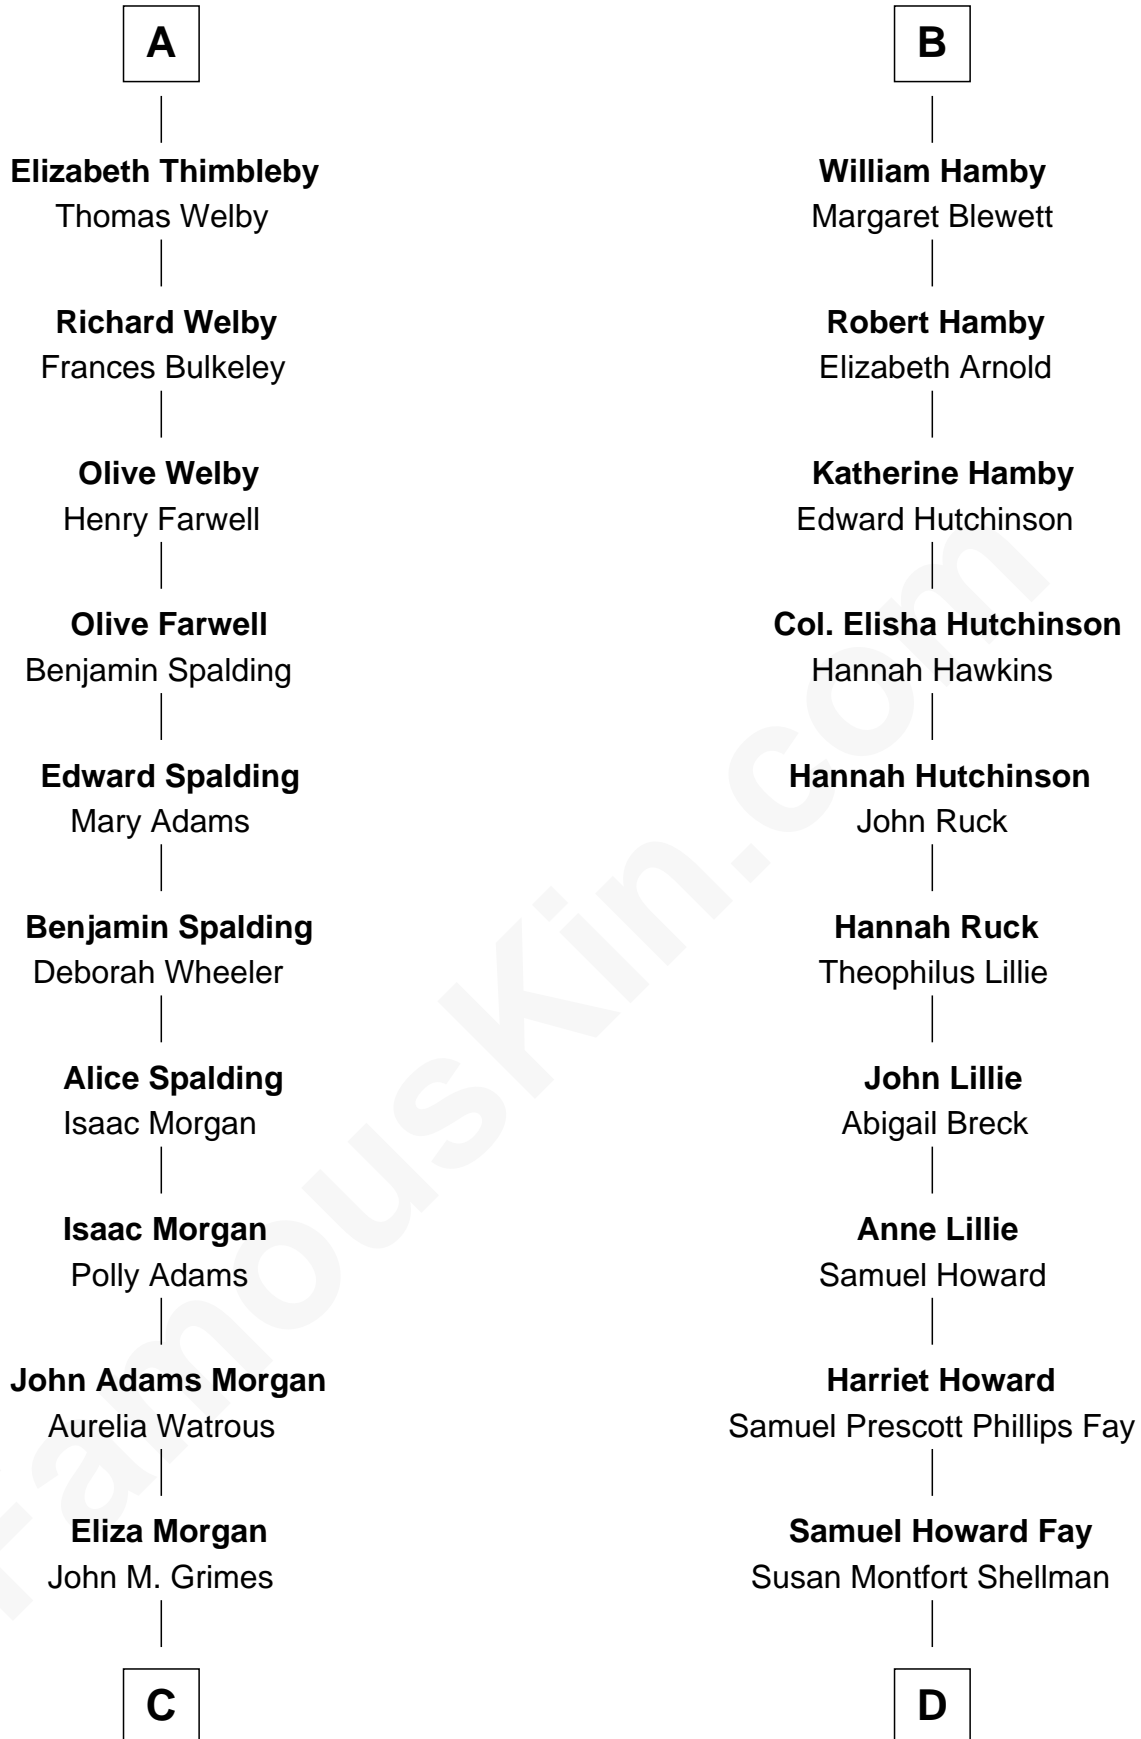 A
Elizabeth Thimbleby
Thomas Welby
Richard Welby
Frances Bulkeley
Olive Welby
Henry Farwell
Olive Farwell
Benjamin Spalding
Edward Spalding
Mary Adams
Benjamin Spalding
Deborah Wheeler
Alice Spalding
Isaac Morgan
Isaac Morgan
Polly Adams
John Adams Morgan
Aurelia Watrous
Eliza Morgan
John M. Grimes
C
B
William Hamby
Margaret Blewett
Robert Hamby
Elizabeth Arnold
Katherine Hamby
Edward Hutchinson
Col. Elisha Hutchinson
Hannah Hawkins
Hannah Hutchinson
John Ruck
Hannah Ruck
Theophilus Lillie
John Lillie
Abigail Breck
Anne Lillie
Samuel Howard
Harriet Howard
Samuel Prescott Phillips Fay
Samuel Howard Fay
Susan Montfort Shellman
D
FamousKin.com